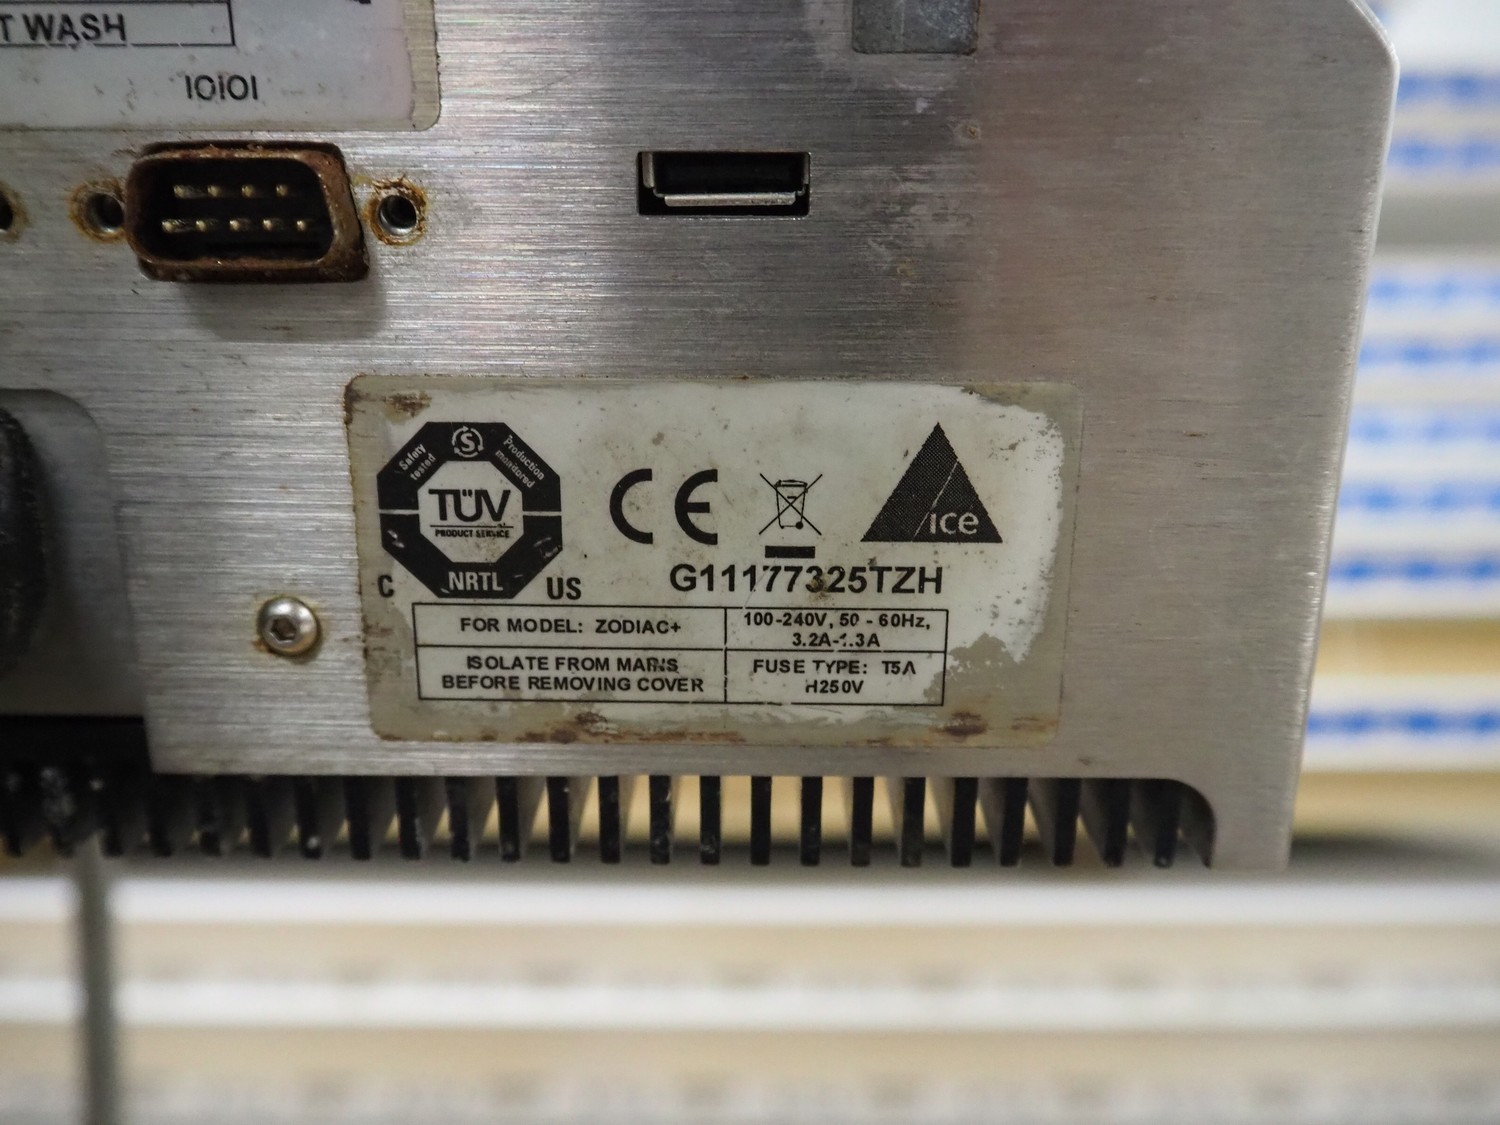 T WASH
IOIOI
Safety tested
S
Production monitored
TÜV
PRODUCT SERVICE
C
NRTL
US
CE
ice
G11177325TZH
FOR MODEL: ZODIAC+
100-240V, 50 - 60Hz,
3.2A-1.3A
ISOLATE FROM MAINS
BEFORE REMOVING COVER
FUSE TYPE: T5A
H250V